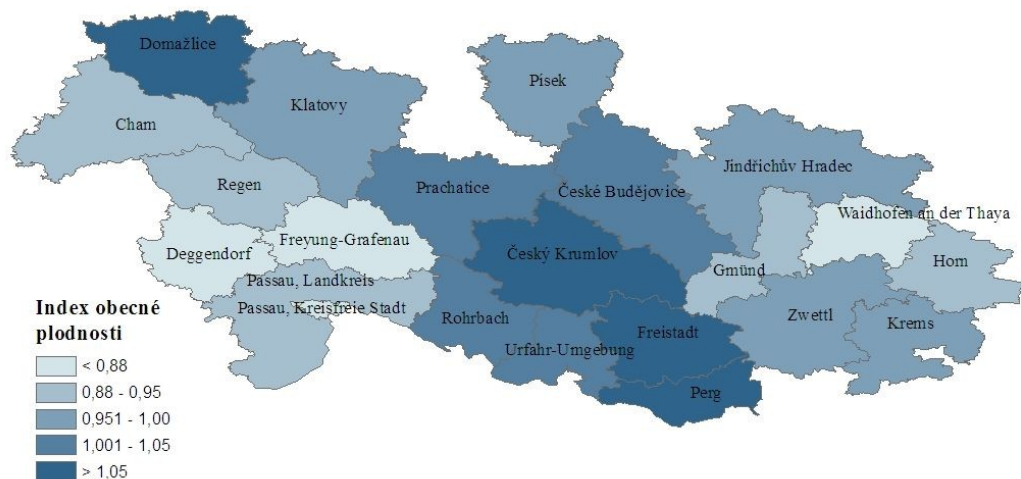 Domažlice
Písek
Klatovy
Cham
Jindřichův Hradec
Regen
Prachatice
České Budějovice
Waidhofen an der Thaya
Freyung-Grafenau
Deggendorf
Český Krumlov
Horn
Gmünd
Passau, Landkreis
Passau, Kreisfreie Stadt
Rohrbach
Freistadt
Zwettl
Krems
Urfahr-Umgebung
Perg
Index obecné
plodnosti
< 0,88
0,88 - 0,95
0,951 - 1,00
1,001 - 1,05
> 1,05